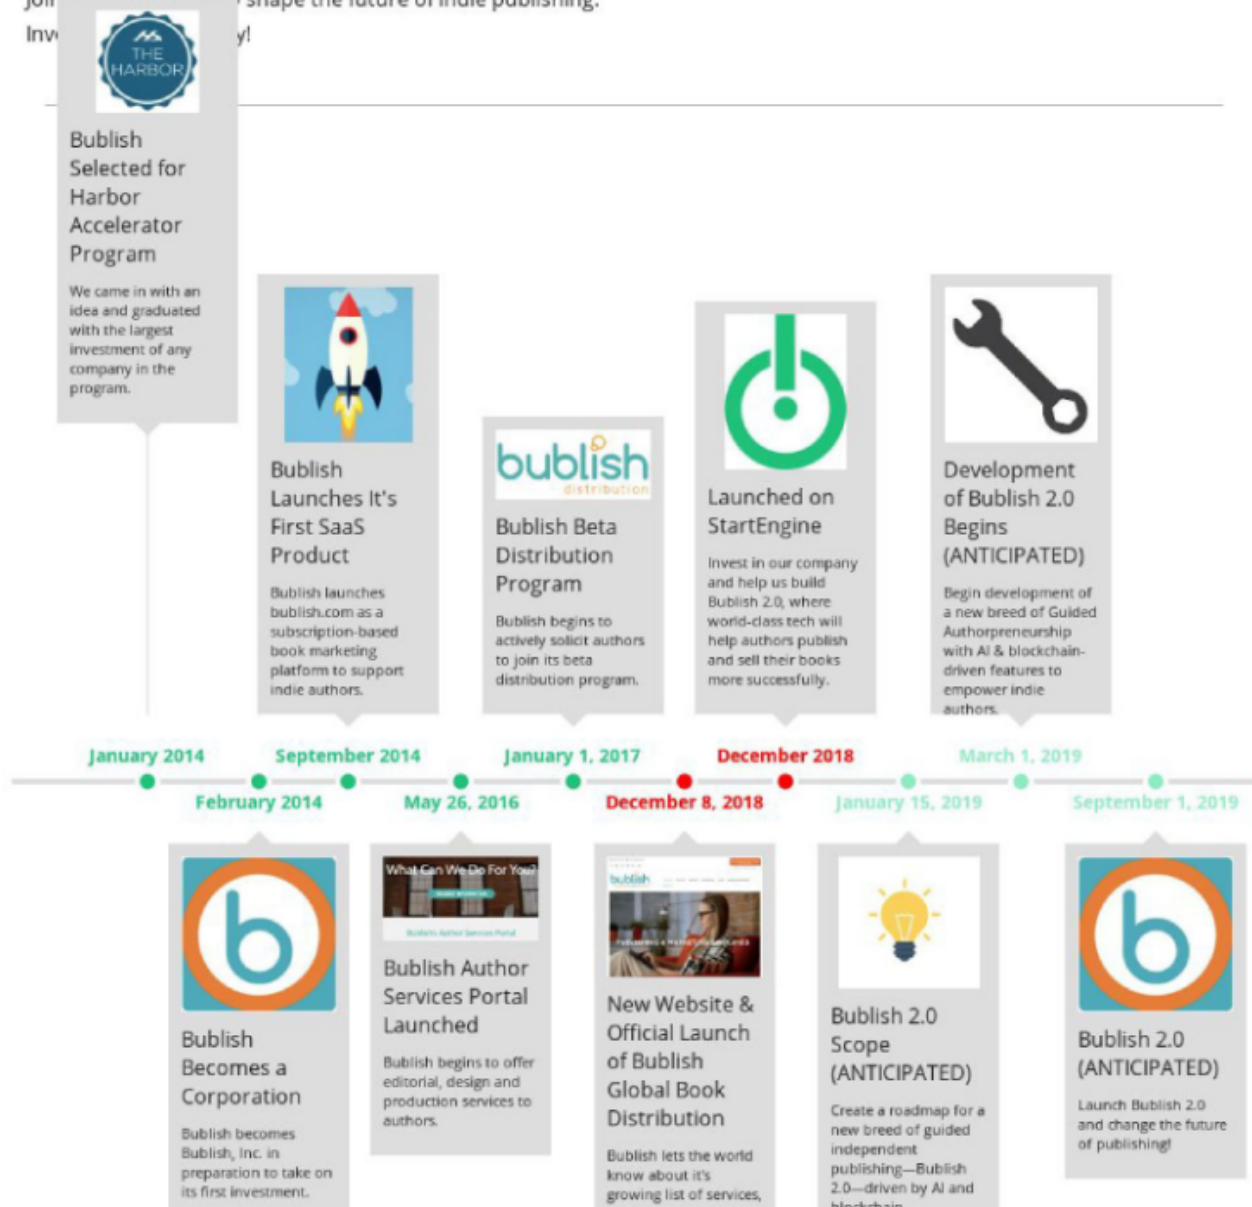 shape the future of indie publishing.
y!
THE
HARBOR
Bublish
Selected for
Harbor
Accelerator
Program
We came in with an
idea and graduated
with the largest
investment of any
company in the
program.
Bublish
Launches It's
First SaaS
Product
Bublish launches
bublish.com as a
subscription-based
book marketing
platform to support
indie authors.
bublish
distribution
Bublish Beta
Distribution
Program
Bublish begins to
actively solicit authors
to join its beta
distribution program.
Launched on
StartEngine
Invest in our company
and help us build
Bublish 2.0, where
world-class tech will
help authors publish
and sell their books
more successfully.
Development
of Bublish 2.0
Begins
(ANTICIPATED)
Begin development of
a new breed of Guided
Authorpreneurship
with AI & blockchain-
driven features to
empower indie
authors.
January 2014
September 2014
January 1, 2017
December 2018
March 1, 2019
February 2014
May 26, 2016
December 8, 2018
January 15, 2019
September 1, 2019
b
Bublish
Becomes a
Corporation
Bublish becomes
Bublish, Inc. in
preparation to take on
its first investment.
What Can We Do For You?
Bublish's Author Services Portal
Bublish Author
Services Portal
Launched
Bublish begins to offer
editorial, design and
production services to
authors.
bublish
New Website &
Official Launch
of Bublish
Global Book
Distribution
Bublish lets the world
know about it's
growing list of services,
Bublish 2.0
Scope
(ANTICIPATED)
Create a roadmap for a
new breed of guided
independent
publishing—Bublish
2.0—driven by AI and
blockchain
b
Bublish 2.0
(ANTICIPATED)
Launch Bublish 2.0
and change the future
of publishing!